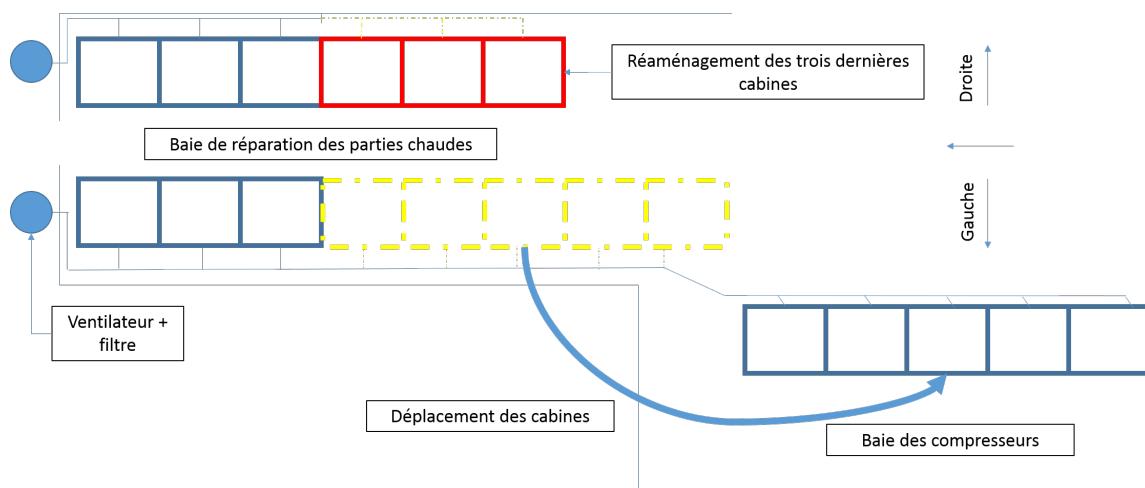 Réaménagement des trois dernières
cabines
Droite
Baie de réparation des parties chaudes
Gauche
Ventilateur +
filtre
Déplacement des cabines
Baie des compresseurs